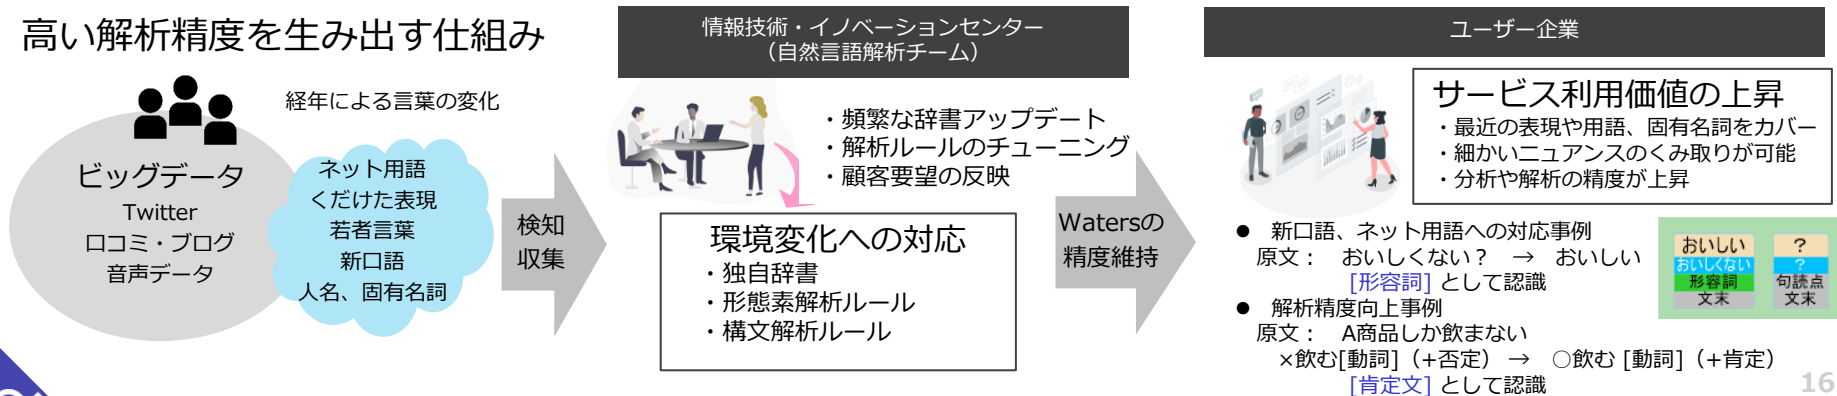 高い解析精度を生み出す仕組み
経年による言葉の変化
ビッグデータ
Twitter
口コミ・ブログ
音声データ
ネット用語
くだけた表現
若者言葉
新口語
人名、固有名詞
検知
収集
情報技術・イノベーションセンター
（自然言語解析チーム）
・頻繁な辞書アップデート
・解析ルールのチューニング
・顧客要望の反映
環境変化への対応
・独自辞書
・形態素解析ルール
・構文解析ルール
Watersの
精度維持
ユーザー企業
サービス利用価値の上昇
・最近の表現や用語、固有名詞をカバー
・細かいニュアンスのくみ取りが可能
・分析や解析の精度が上昇
● 新口語、ネット用語への対応事例
原文： おいしくない？ → おいしい
[形容詞] として認識
● 解析精度向上事例
原文： A商品しか飲まない
×飲む[動詞]（+否定） → ○飲む [動詞]（+肯定）
[肯定文] として認識
おいしい
おいしくない
形容詞
文末
？
？
句読点
文末
16